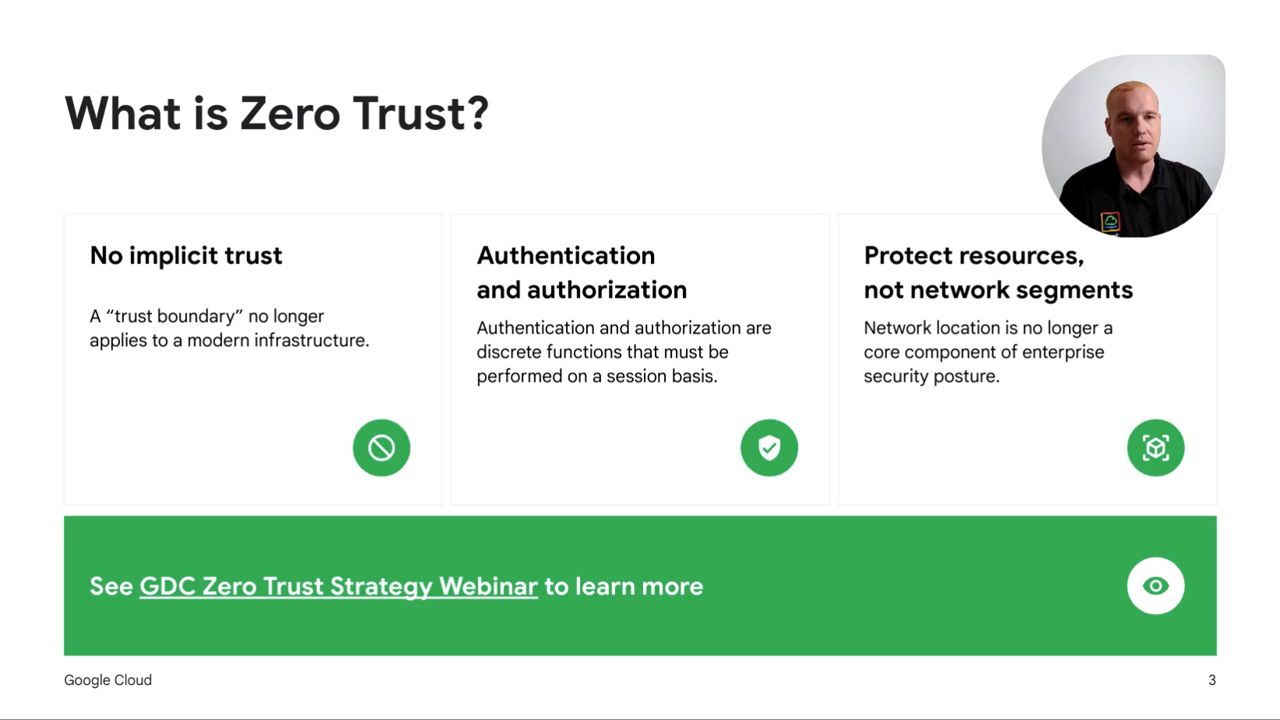 What is Zero Trust?
No implicit trust
A “trust boundary” no longer
applies to a modern infrastructure.
Authentication
and authorization
Authentication and authorization are
discrete functions that must be
performed on a session basis.
Protect resources,
not network segments
Network location is no longer a
core component of enterprise
security posture.
See GDC Zero Trust Strategy Webinar to learn more
Google Cloud
3